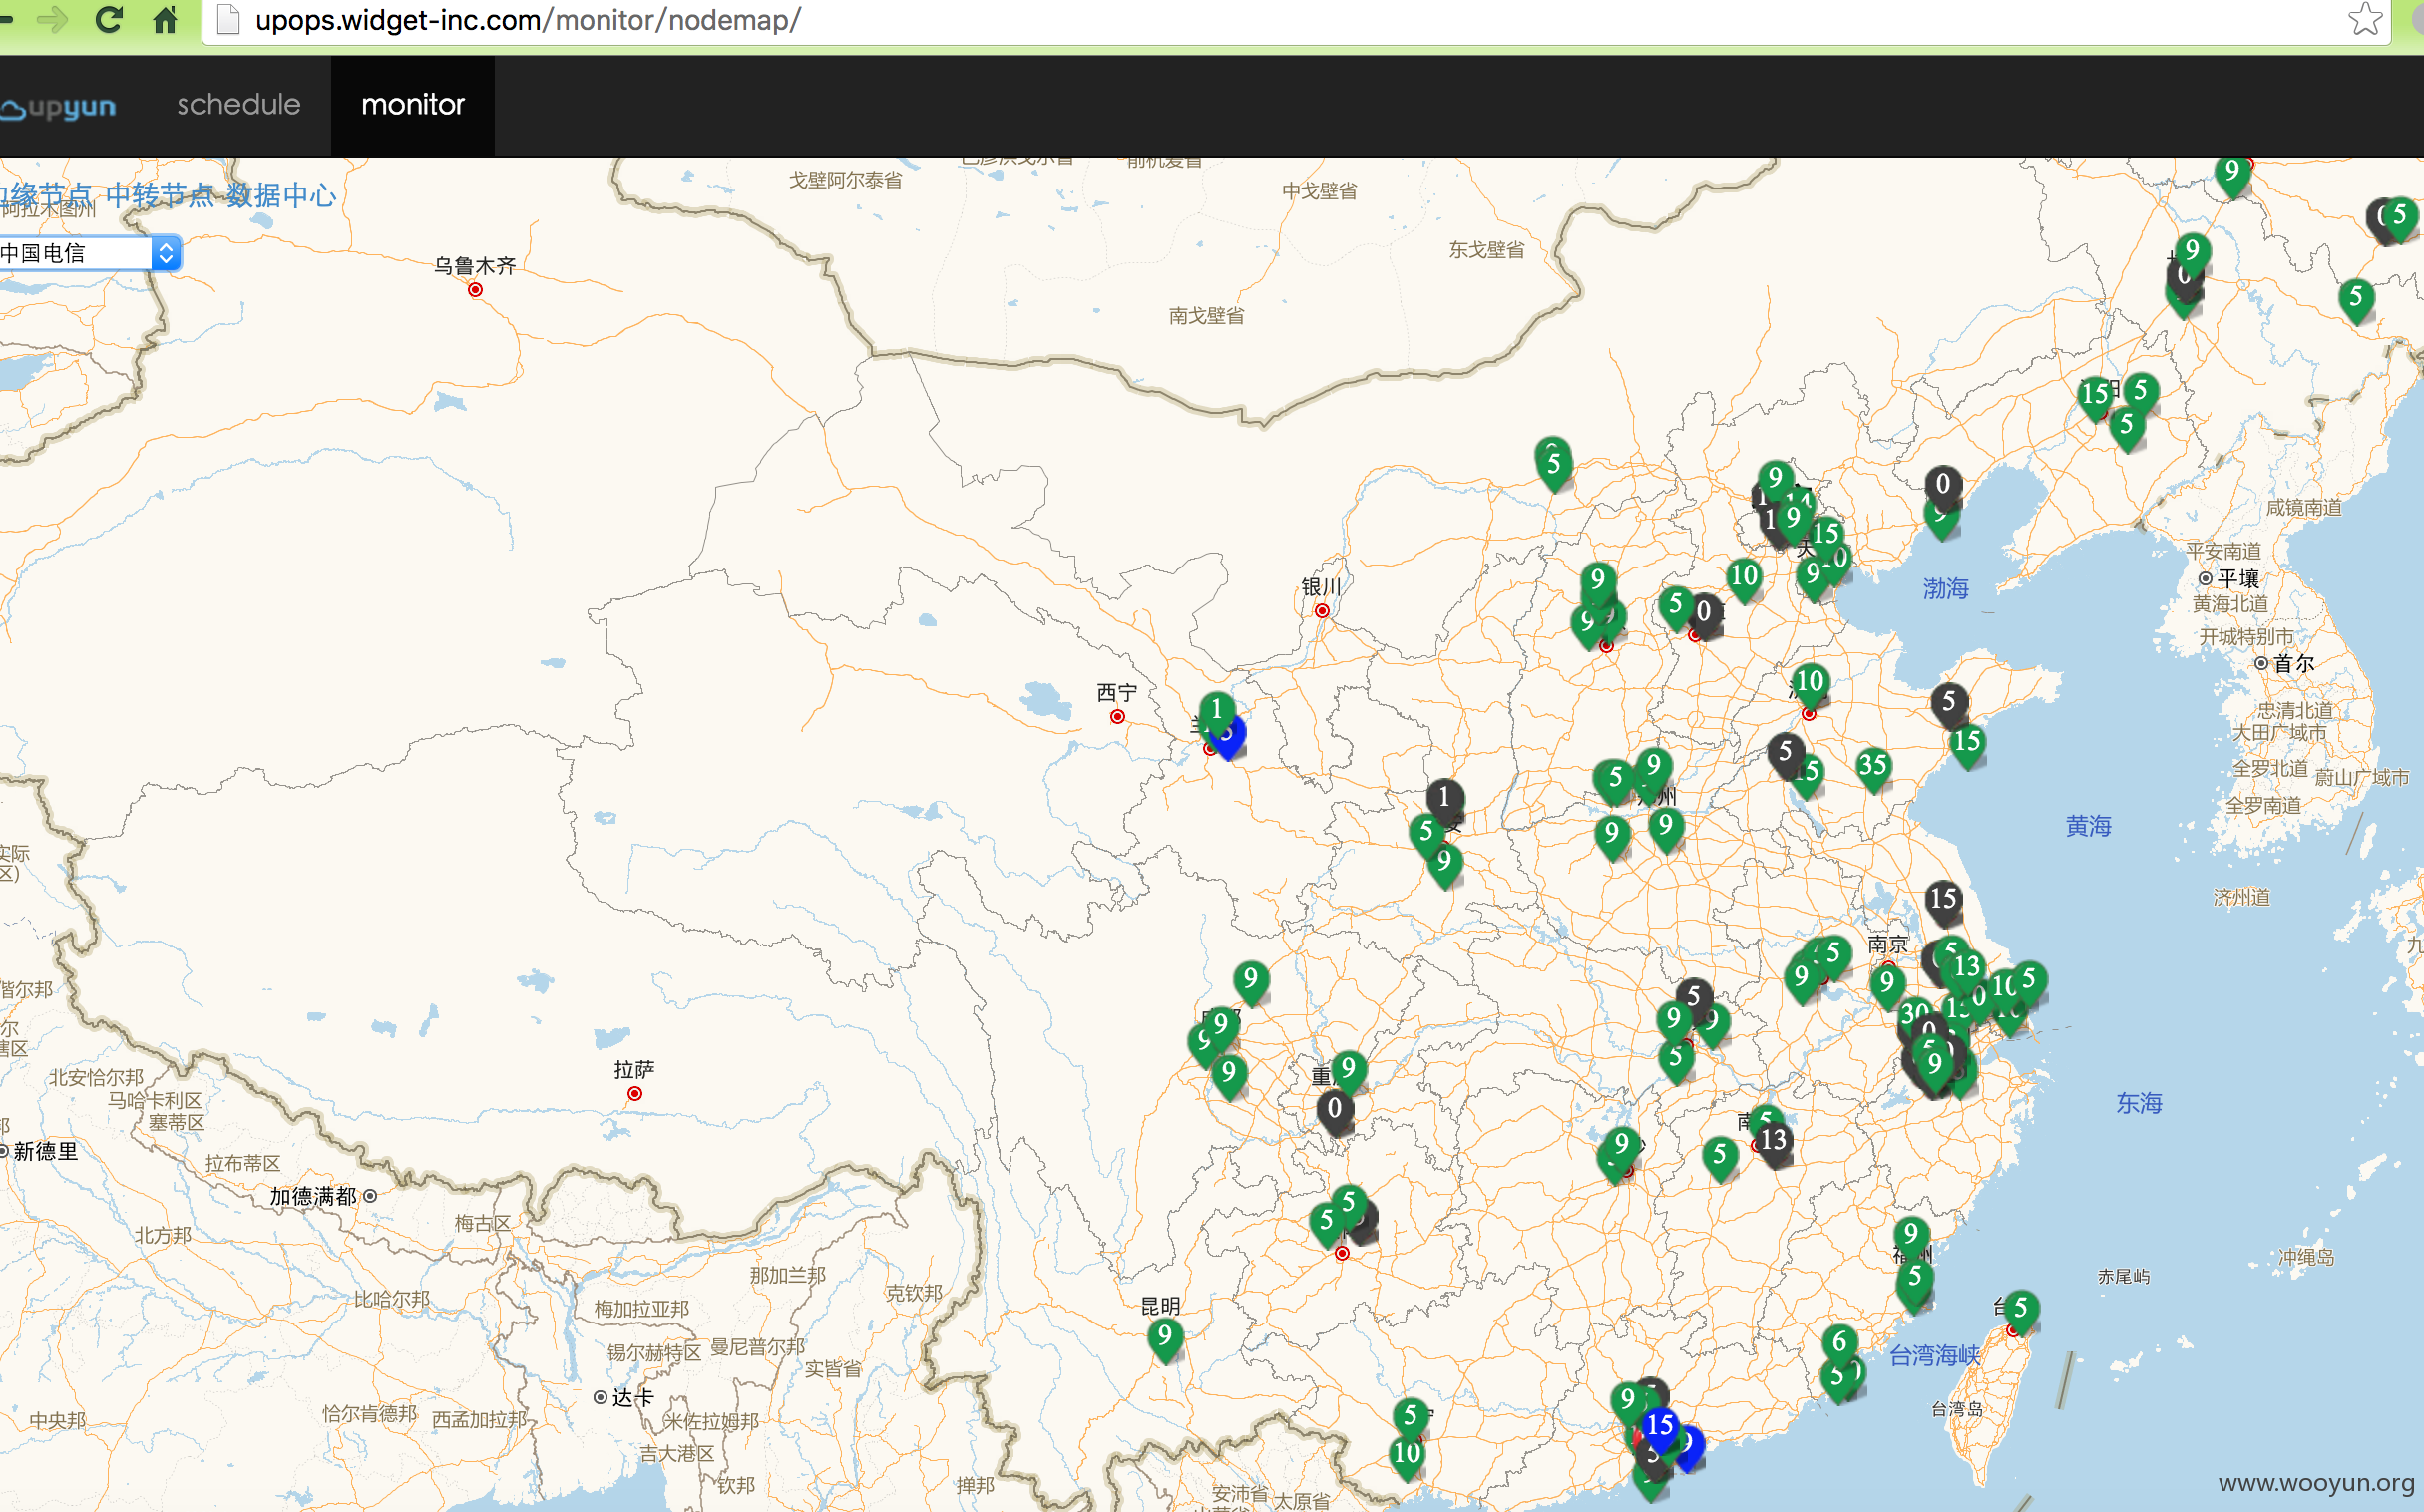 upops.widget-inc.com/monitor/nodemap/
upyun schedule monitor
戈壁阿尔泰省
中戈壁省
缘节点 中转节点 数据中心
阿拉木图州
东戈壁省
中国电信
乌鲁木齐
南戈壁省
9
5
9
0
5
15
5
5
5
0
9
咸镜南道
9
15
平安南道
平壤
渤海
黄海北道
开城特别市
首尔
银川
9
10
9
5
0
9
西宁
10
忠清北道
大田广域市
全罗北道
蔚山广域市
全罗南道
1
5
15
5
35
5
9
1
5
9
9
9
黄海
济州道
15
南京
9
5
9
5
13
9
5
30
5
9
9
5
9
9
9
9
拉萨
北安恰尔邦
马哈卡利区
塞蒂区
东海
9
0
新德里
拉布蒂区
加德满都
梅古区
北方邦
9
5
13
5
5
5
9
5
那加兰邦
克钦邦
比哈尔邦
梅加拉亚邦
昆明
9
冲绳岛
赤尾屿
5
锡尔赫特区
曼尼普尔邦
实皆省
6
5
台湾海峡
台湾岛
达卡
中央邦
恰尔肯德邦
西孟加拉邦
米佐拉姆邦
吉大港区
钦邦
掸邦
5
10
9
15
9
5
安沛省
太原省
www.wooyun.org